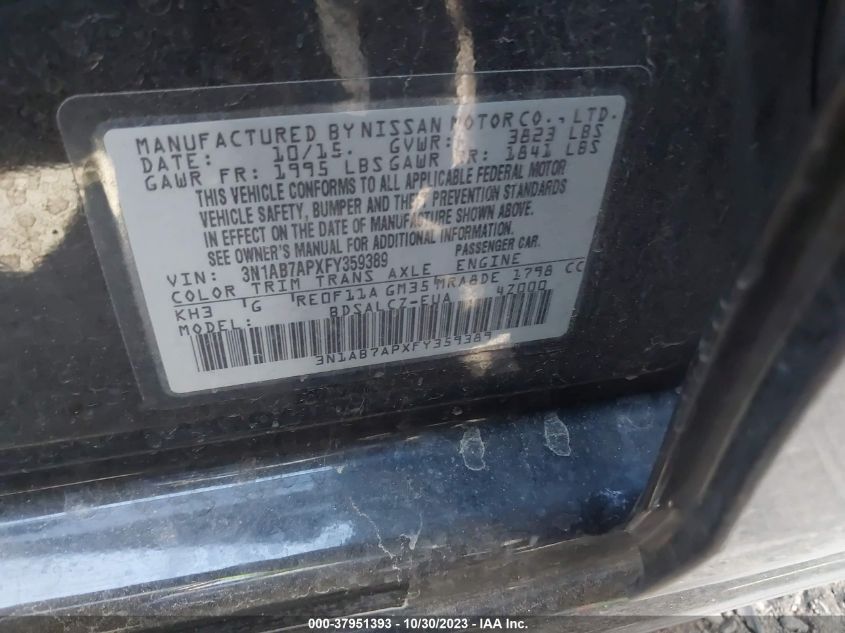 MANUFACTURED BY NISSAN MOTOR CO., LTD.
DATE: 10/15. GVWR: 3823 LBS
GAWR FR: 1995 LBS GAWR RR: 1841 LBS
THIS VEHICLE CONFORMS TO ALL APPLICABLE FEDERAL MOTOR
VEHICLE SAFETY, BUMPER AND THEFT PREVENTION STANDARDS
IN EFFECT ON THE DATE OF MANUFACTURE SHOWN ABOVE.
SEE OWNER'S MANUAL FOR ADDITIONAL INFORMATION.
VIN: 3N1AB7APXFY359389 PASSENGER CAR.
COLOR TRIM TRANS AXLE ENGINE
KH3 G RE0F11A GM35 MRA8DE 1798 CC
MODEL: BDSALCZ-EUA 42000
3N1AB7APXFY359389
000-37951393 - 10/30/2023 - IAAI.com